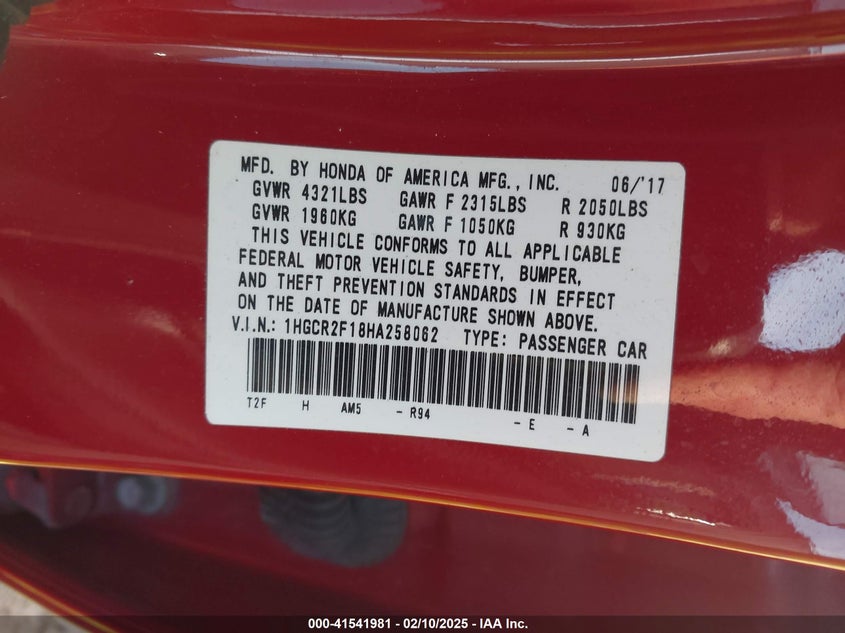 MFD. BY HONDA OF AMERICA MFG., INC. 06/'17
GVWR 4321LBS GAWR F 2315LBS R 2050LBS
GVWR 1960KG GAWR F 1050KG R 930KG
THIS VEHICLE CONFORMS TO ALL APPLICABLE
FEDERAL MOTOR VEHICLE SAFETY, BUMPER,
AND THEFT PREVENTION STANDARDS IN EFFECT
ON THE DATE OF MANUFACTURE SHOWN ABOVE.
V.I.N.: 1HGCR2F18HA258062 TYPE: PASSENGER CAR
T2F H AM5 - R94 - E - A
000-41541981 - 02/10/2025 - IAA Inc.